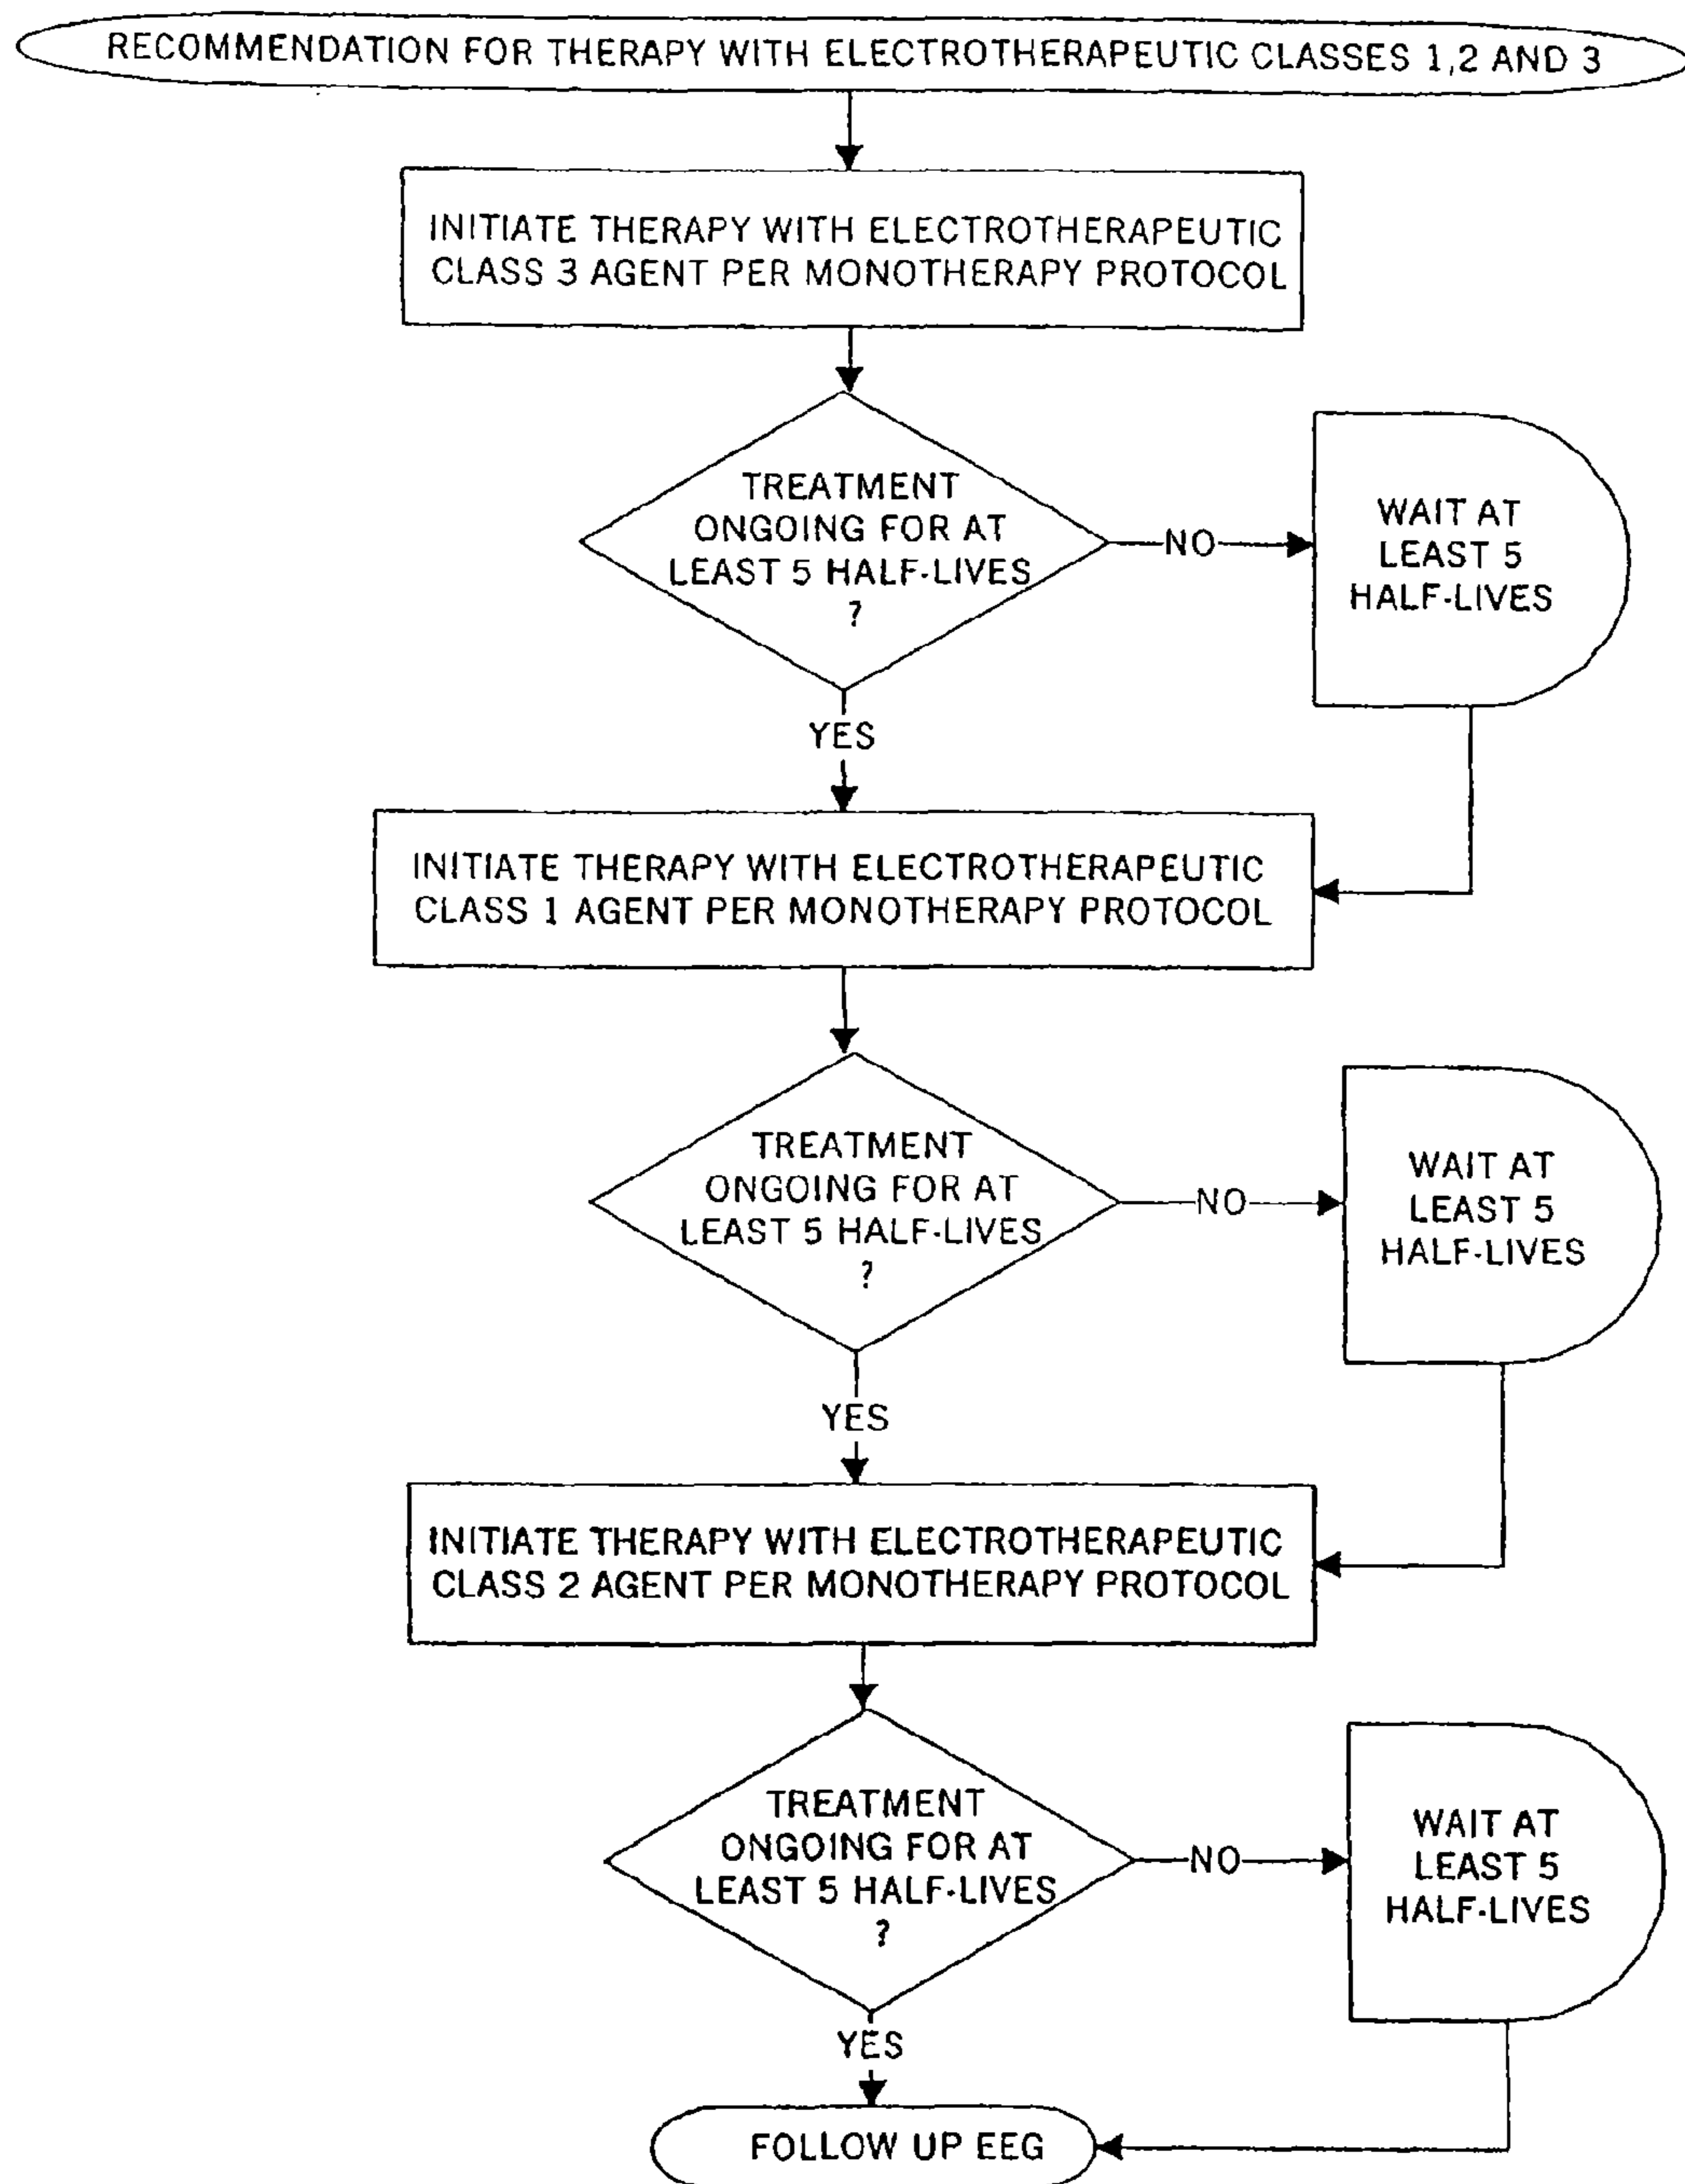 RECOMMENDATION FOR THERAPY WITH ELECTROTHERAPEUTIC CLASSES 1,2 AND 3
INITIATE THERAPY WITH ELECTROTHERAPEUTIC
CLASS 3 AGENT PER MONOTHERAPY PROTOCOL
TREATMENT
ONGOING FOR AT
LEAST 5 HALF-LIVES
?
NO
WAIT AT
LEAST 5
HALF-LIVES
YES
INITIATE THERAPY WITH ELECTROTHERAPEUTIC
CLASS 1 AGENT PER MONOTHERAPY PROTOCOL
TREATMENT
ONGOING FOR AT
LEAST 5 HALF-LIVES
?
NO
WAIT AT
LEAST 5
HALF-LIVES
YES
INITIATE THERAPY WITH ELECTROTHERAPEUTIC
CLASS 2 AGENT PER MONOTHERAPY PROTOCOL
TREATMENT
ONGOING FOR AT
LEAST 5 HALF-LIVES
?
NO
WAIT AT
LEAST 5
HALF-LIVES
YES
FOLLOW UP EEG